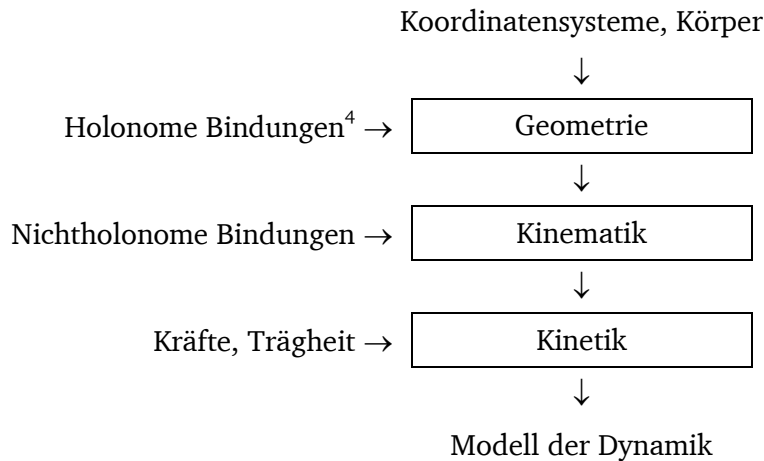 Koordinatensysteme, Körper
↓
Holonome Bindungen⁴ → Geometrie
↓
Nichtholonome Bindungen → Kinematik
↓
Kräfte, Trägheit → Kinetik
↓
Modell der Dynamik